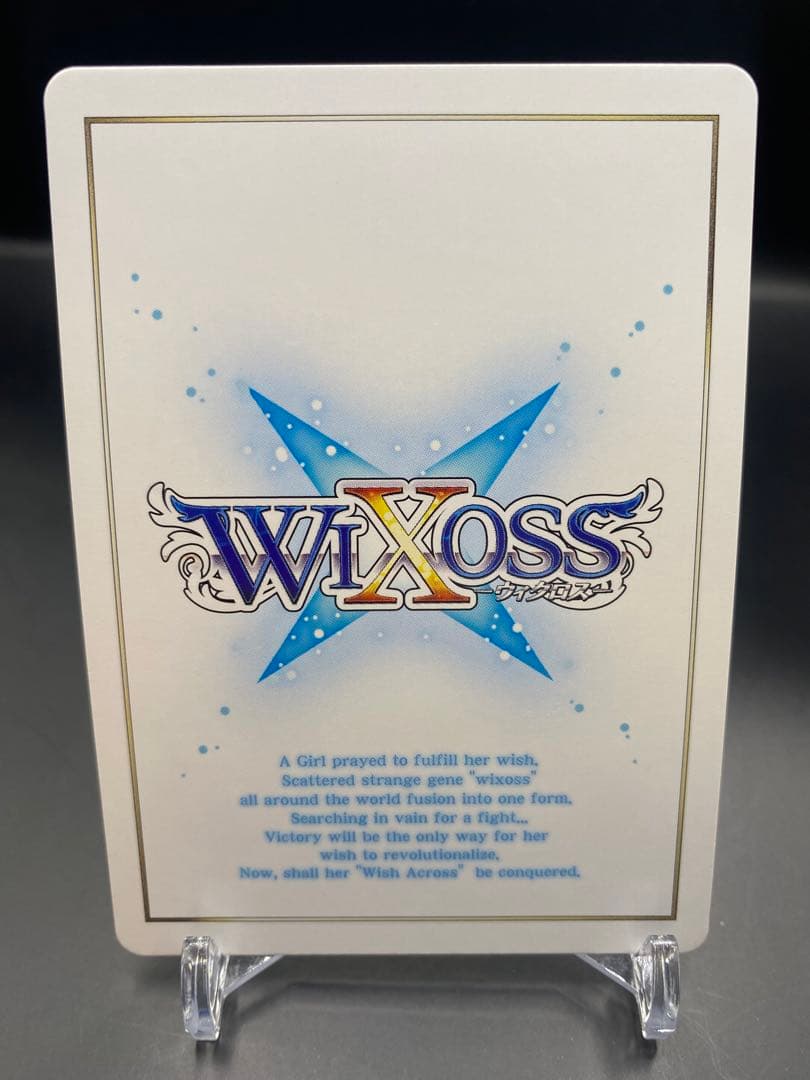 WIXOSS
–ウィクロス–
A Girl prayed to fulfill her wish.
Scattered strange gene "wixoss"
all around the world fusion into one form.
Searching in vain for a fight...
Victory will be the only way for her
wish to revolutionalize.
Now, shall her "Wish Across" be conquered.